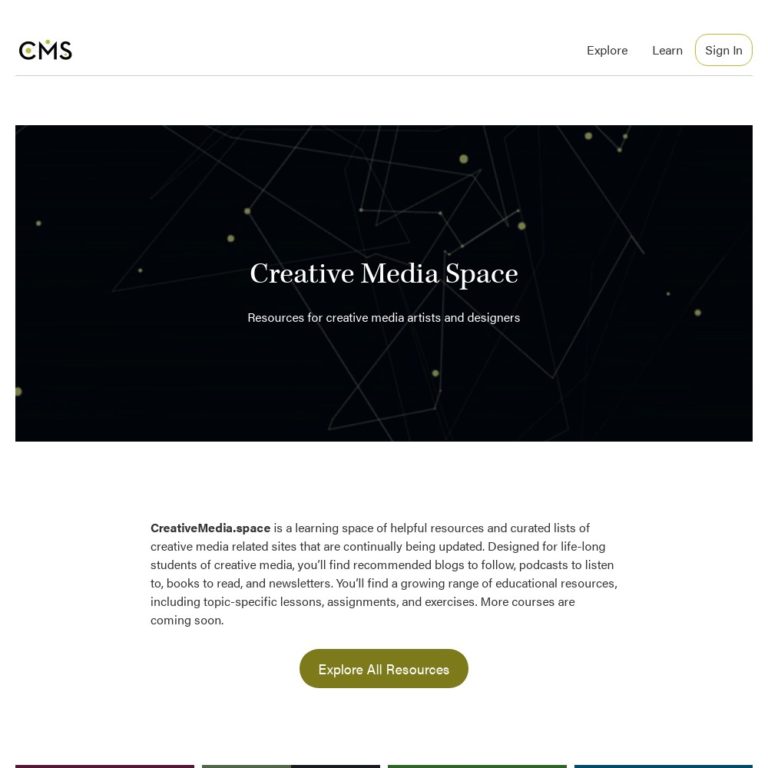 CMS
Explore
Learn
Sign In
Creative Media Space
Resources for creative media artists and designers
CreativeMedia.space is a learning space of helpful resources and curated lists of
creative media related sites that are continually being updated. Designed for life-long
students of creative media, you’ll find recommended blogs to follow, podcasts to listen
to, books to read, and newsletters. You’ll find a growing range of educational resources,
including topic-specific lessons, assignments, and exercises. More courses are
coming soon.
Explore All Resources